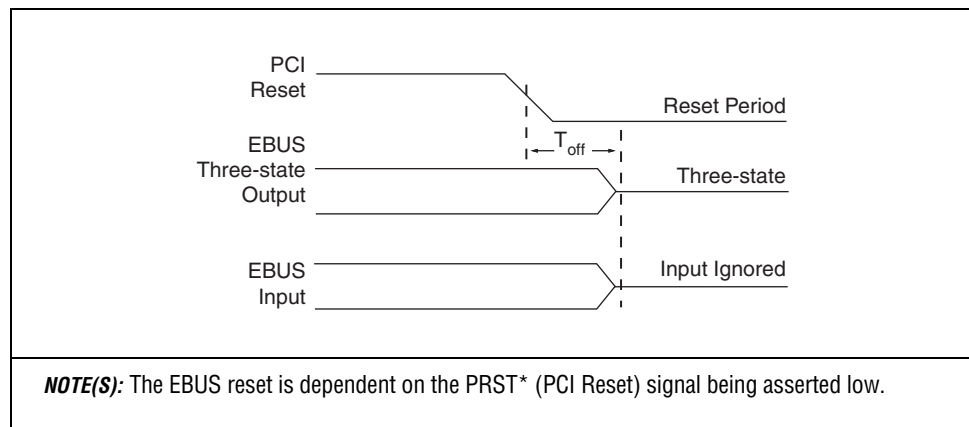 PCI
Reset
Reset Period
T_off
EBUS
Three-state
Output
Three-state
EBUS
Input
Input Ignored
NOTE(S): The EBUS reset is dependent on the PRST* (PCI Reset) signal being asserted low.